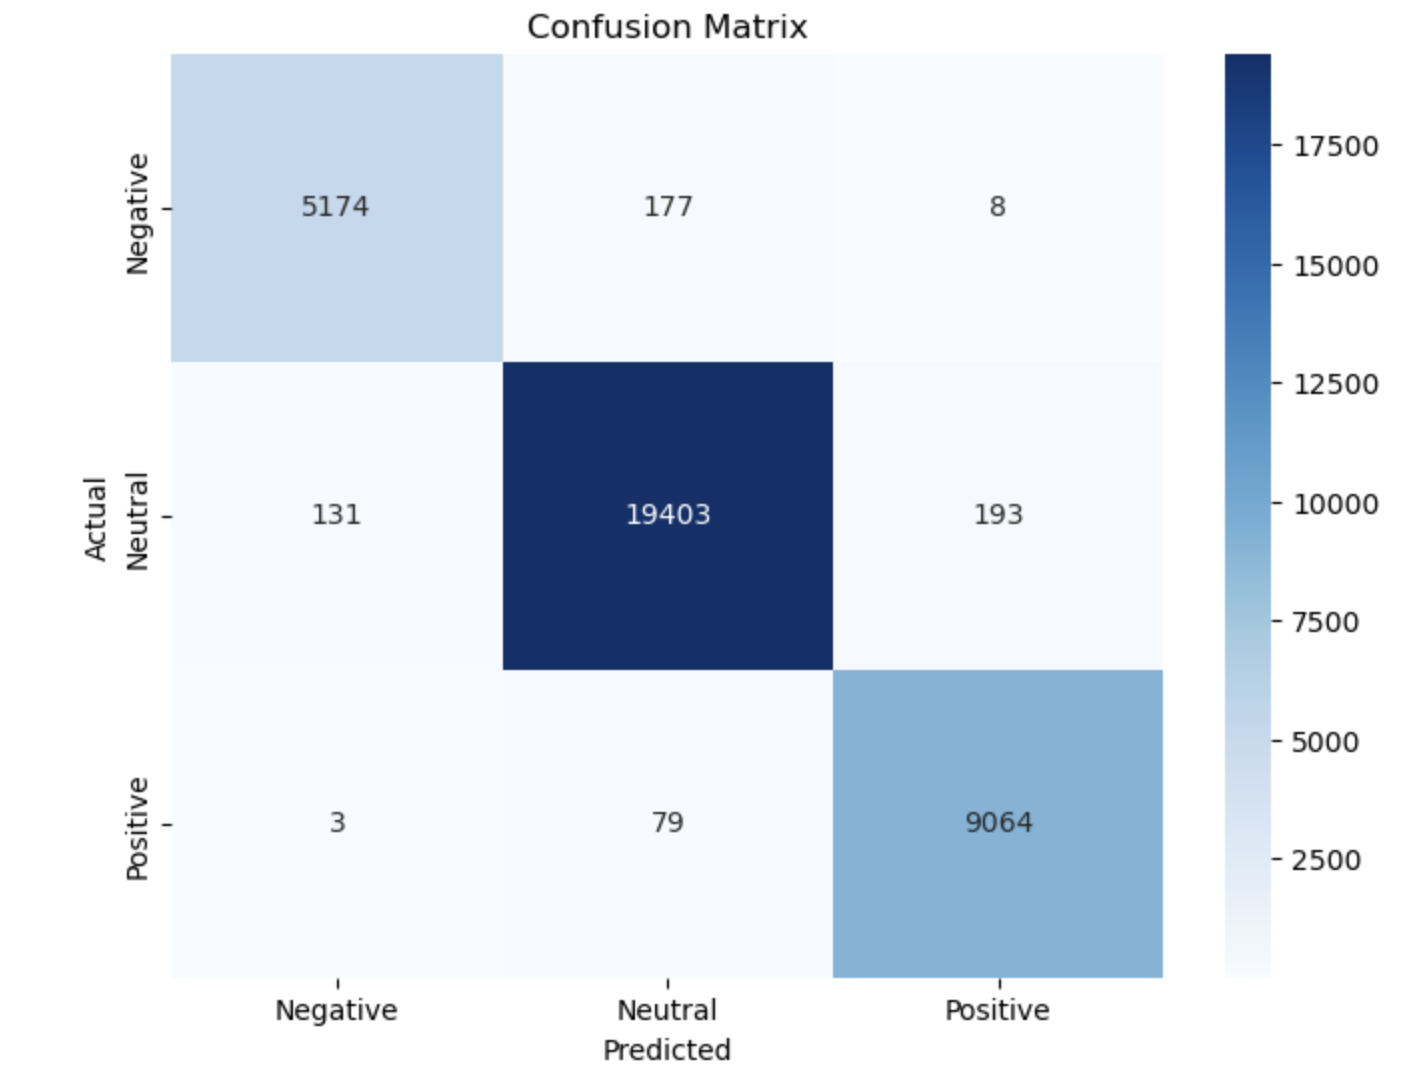 Confusion Matrix
Actual
Negative
5174 177 8
Neutral
131 19403 193
Positive
3 79 9064
Negative Neutral Positive
Predicted
17500
15000
12500
10000
7500
5000
2500